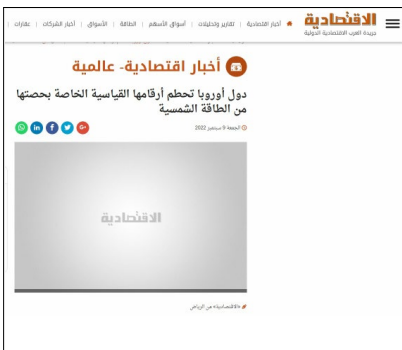 الاقتصادية
جريدة العرب الاقتصادية الدولية
أخبار اقتصادية | تقارير وتحليلات | أسواق الأسهم | الطاقة | الأسواق | أخبار الشركات | عقارات
أخبار اقتصادية- عالمية
دول أوروبا تحطم أرقامها القياسية الخاصة بحصتها
من الطاقة الشمسية
الجمعة 9 سبتمبر 2022
الاقتصادية
«الاقتصادية» من الرياض